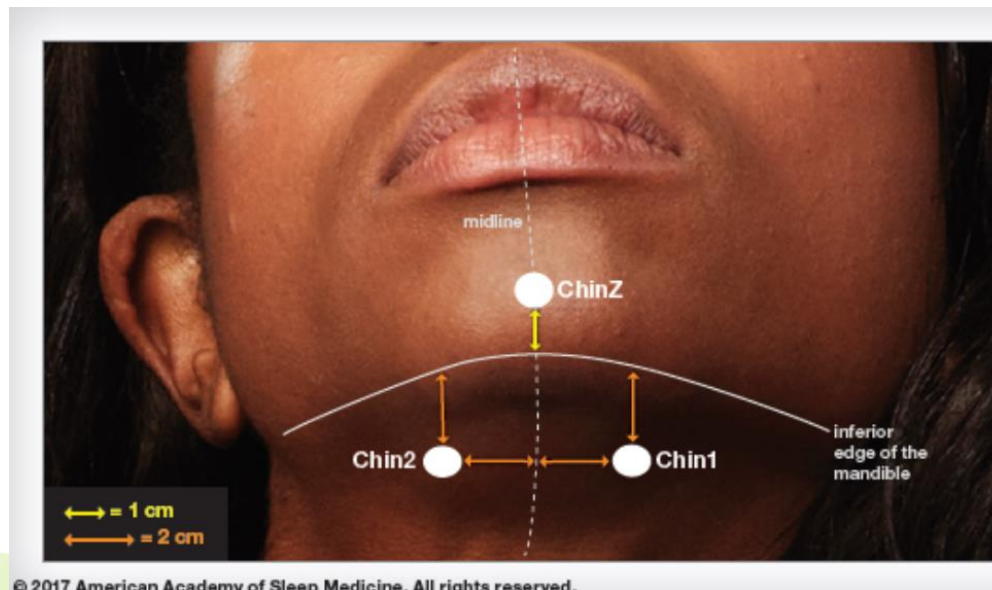 midline
ChinZ
Chin2
Chin1
inferior
edge of the
mandible
= 1 cm
= 2 cm
© 2017 American Academy of Sleep Medicine. All rights reserved.